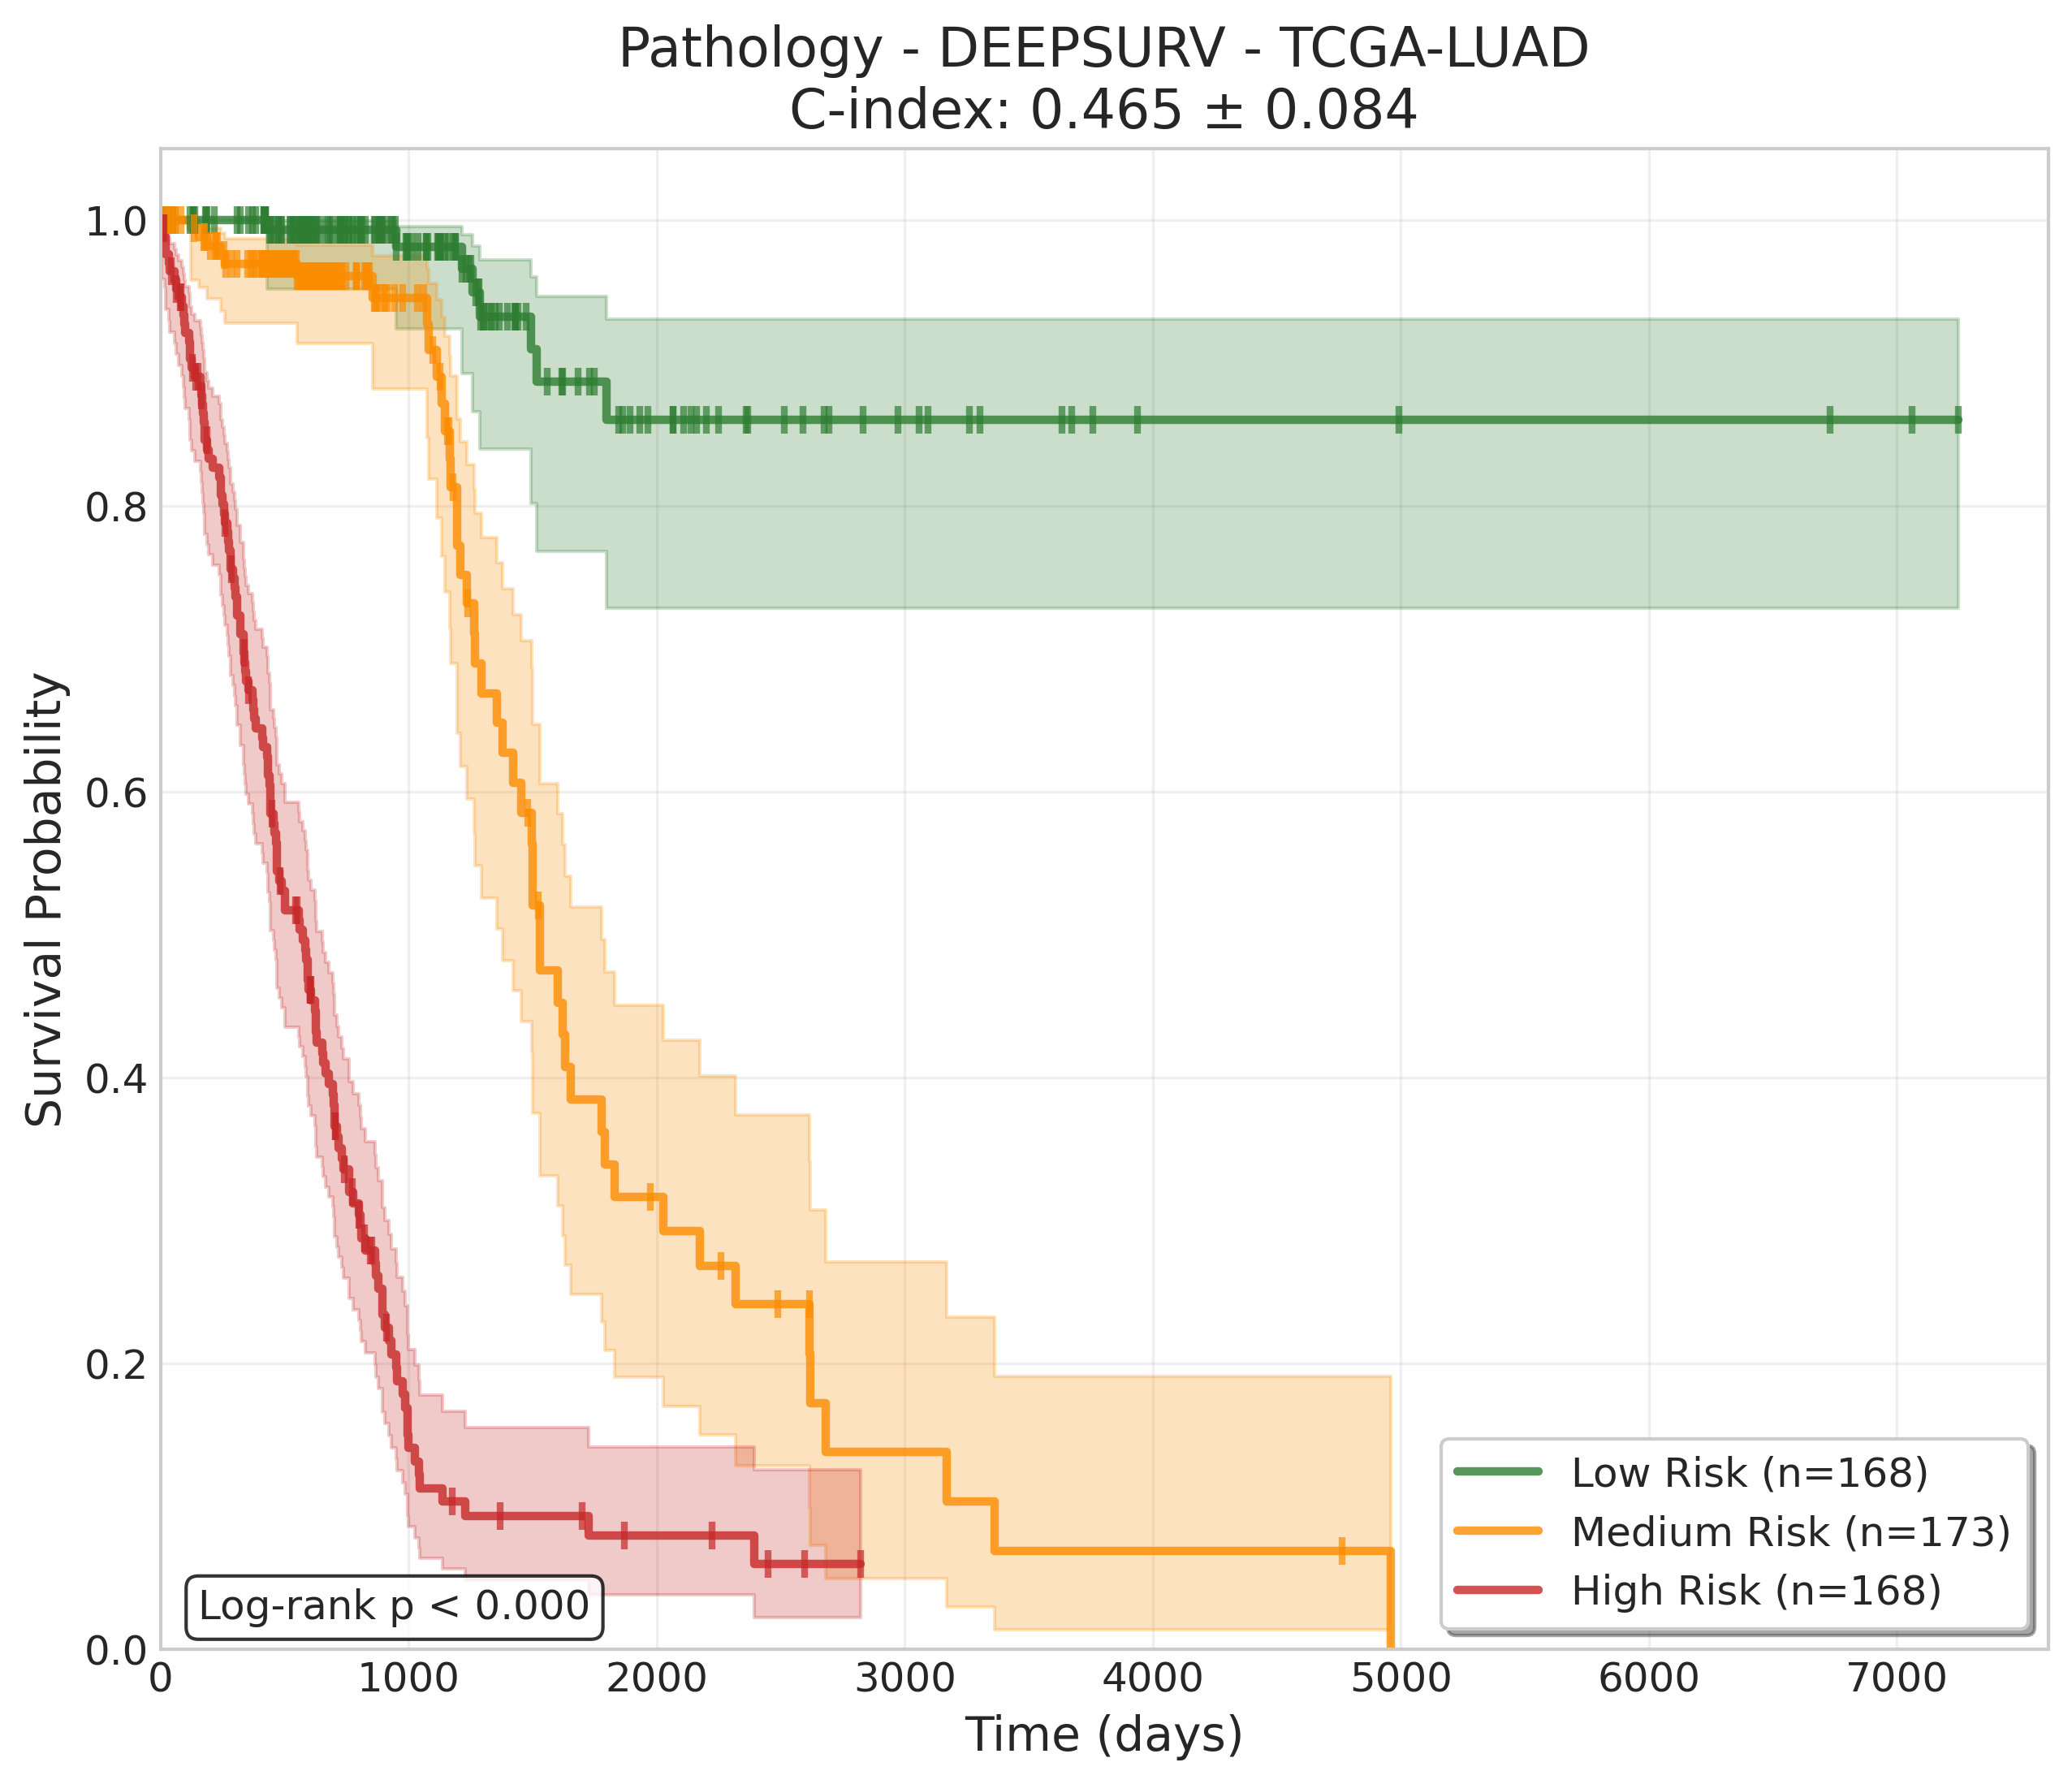 Pathology - DEEPSURV - TCGA-LUAD
C-index: 0.465 ± 0.084
Survival Probability
1.0
0.8
0.6
0.4
0.2
0.0
Log-rank p < 0.000
Low Risk (n=168)
Medium Risk (n=173)
High Risk (n=168)
0 1000 2000 3000 4000 5000 6000 7000
Time (days)